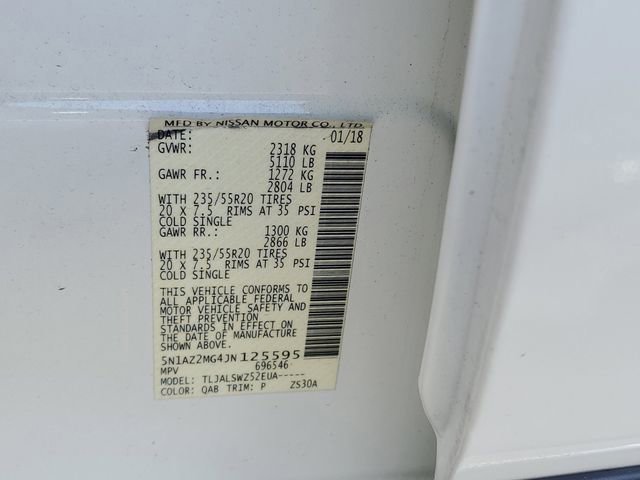 MFD BY NISSAN MOTOR CO., LTD.
DATE: 01/18
GVWR: 2318 KG
5110 LB
GAWR FR.: 1272 KG
2804 LB
WITH 235/55R20 TIRES
20 X 7.5 RIMS AT 35 PSI
COLD SINGLE
GAWR RR.: 1300 KG
2866 LB
WITH 235/55R20 TIRES
20 X 7.5 RIMS AT 35 PSI
COLD SINGLE
THIS VEHICLE CONFORMS TO
ALL APPLICABLE FEDERAL
MOTOR VEHICLE SAFETY AND
THEFT PREVENTION
STANDARDS IN EFFECT ON
THE DATE OF MANUFACTURE
SHOWN ABOVE.
5N1AZ2MG4JN125595
MPV 696546
MODEL: TLJALSWZ52EUA-----
COLOR: QAB TRIM: P ZS30A